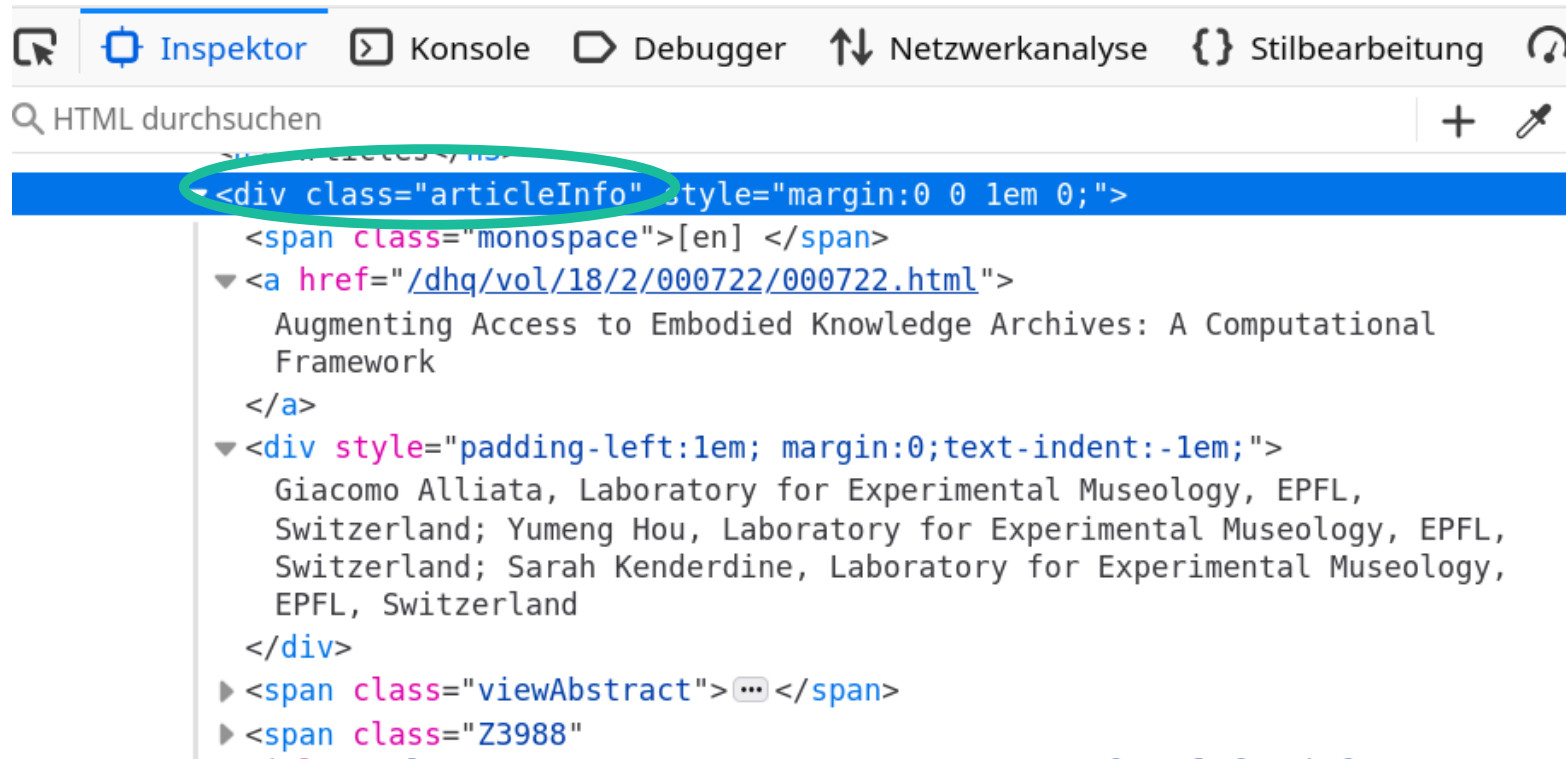 Inspektor Konsole Debugger Netzwerkanalyse {} Stilbearbeitung
HTML durchsuchen
<div class="articleInfo" style="margin:0 0 1em 0;">
<span class="monospace">[en] </span>
<a href="/dhq/vol/18/2/000722/000722.html">
Augmenting Access to Embodied Knowledge Archives: A Computational
Framework
</a>
<div style="padding-left:1em; margin:0;text-indent:-1em;">
Giacomo Alliata, Laboratory for Experimental Museology, EPFL,
Switzerland; Yumeng Hou, Laboratory for Experimental Museology, EPFL,
Switzerland; Sarah Kenderdine, Laboratory for Experimental Museology,
EPFL, Switzerland
</div>
<span class="viewAbstract">…</span>
<span class="Z3988"